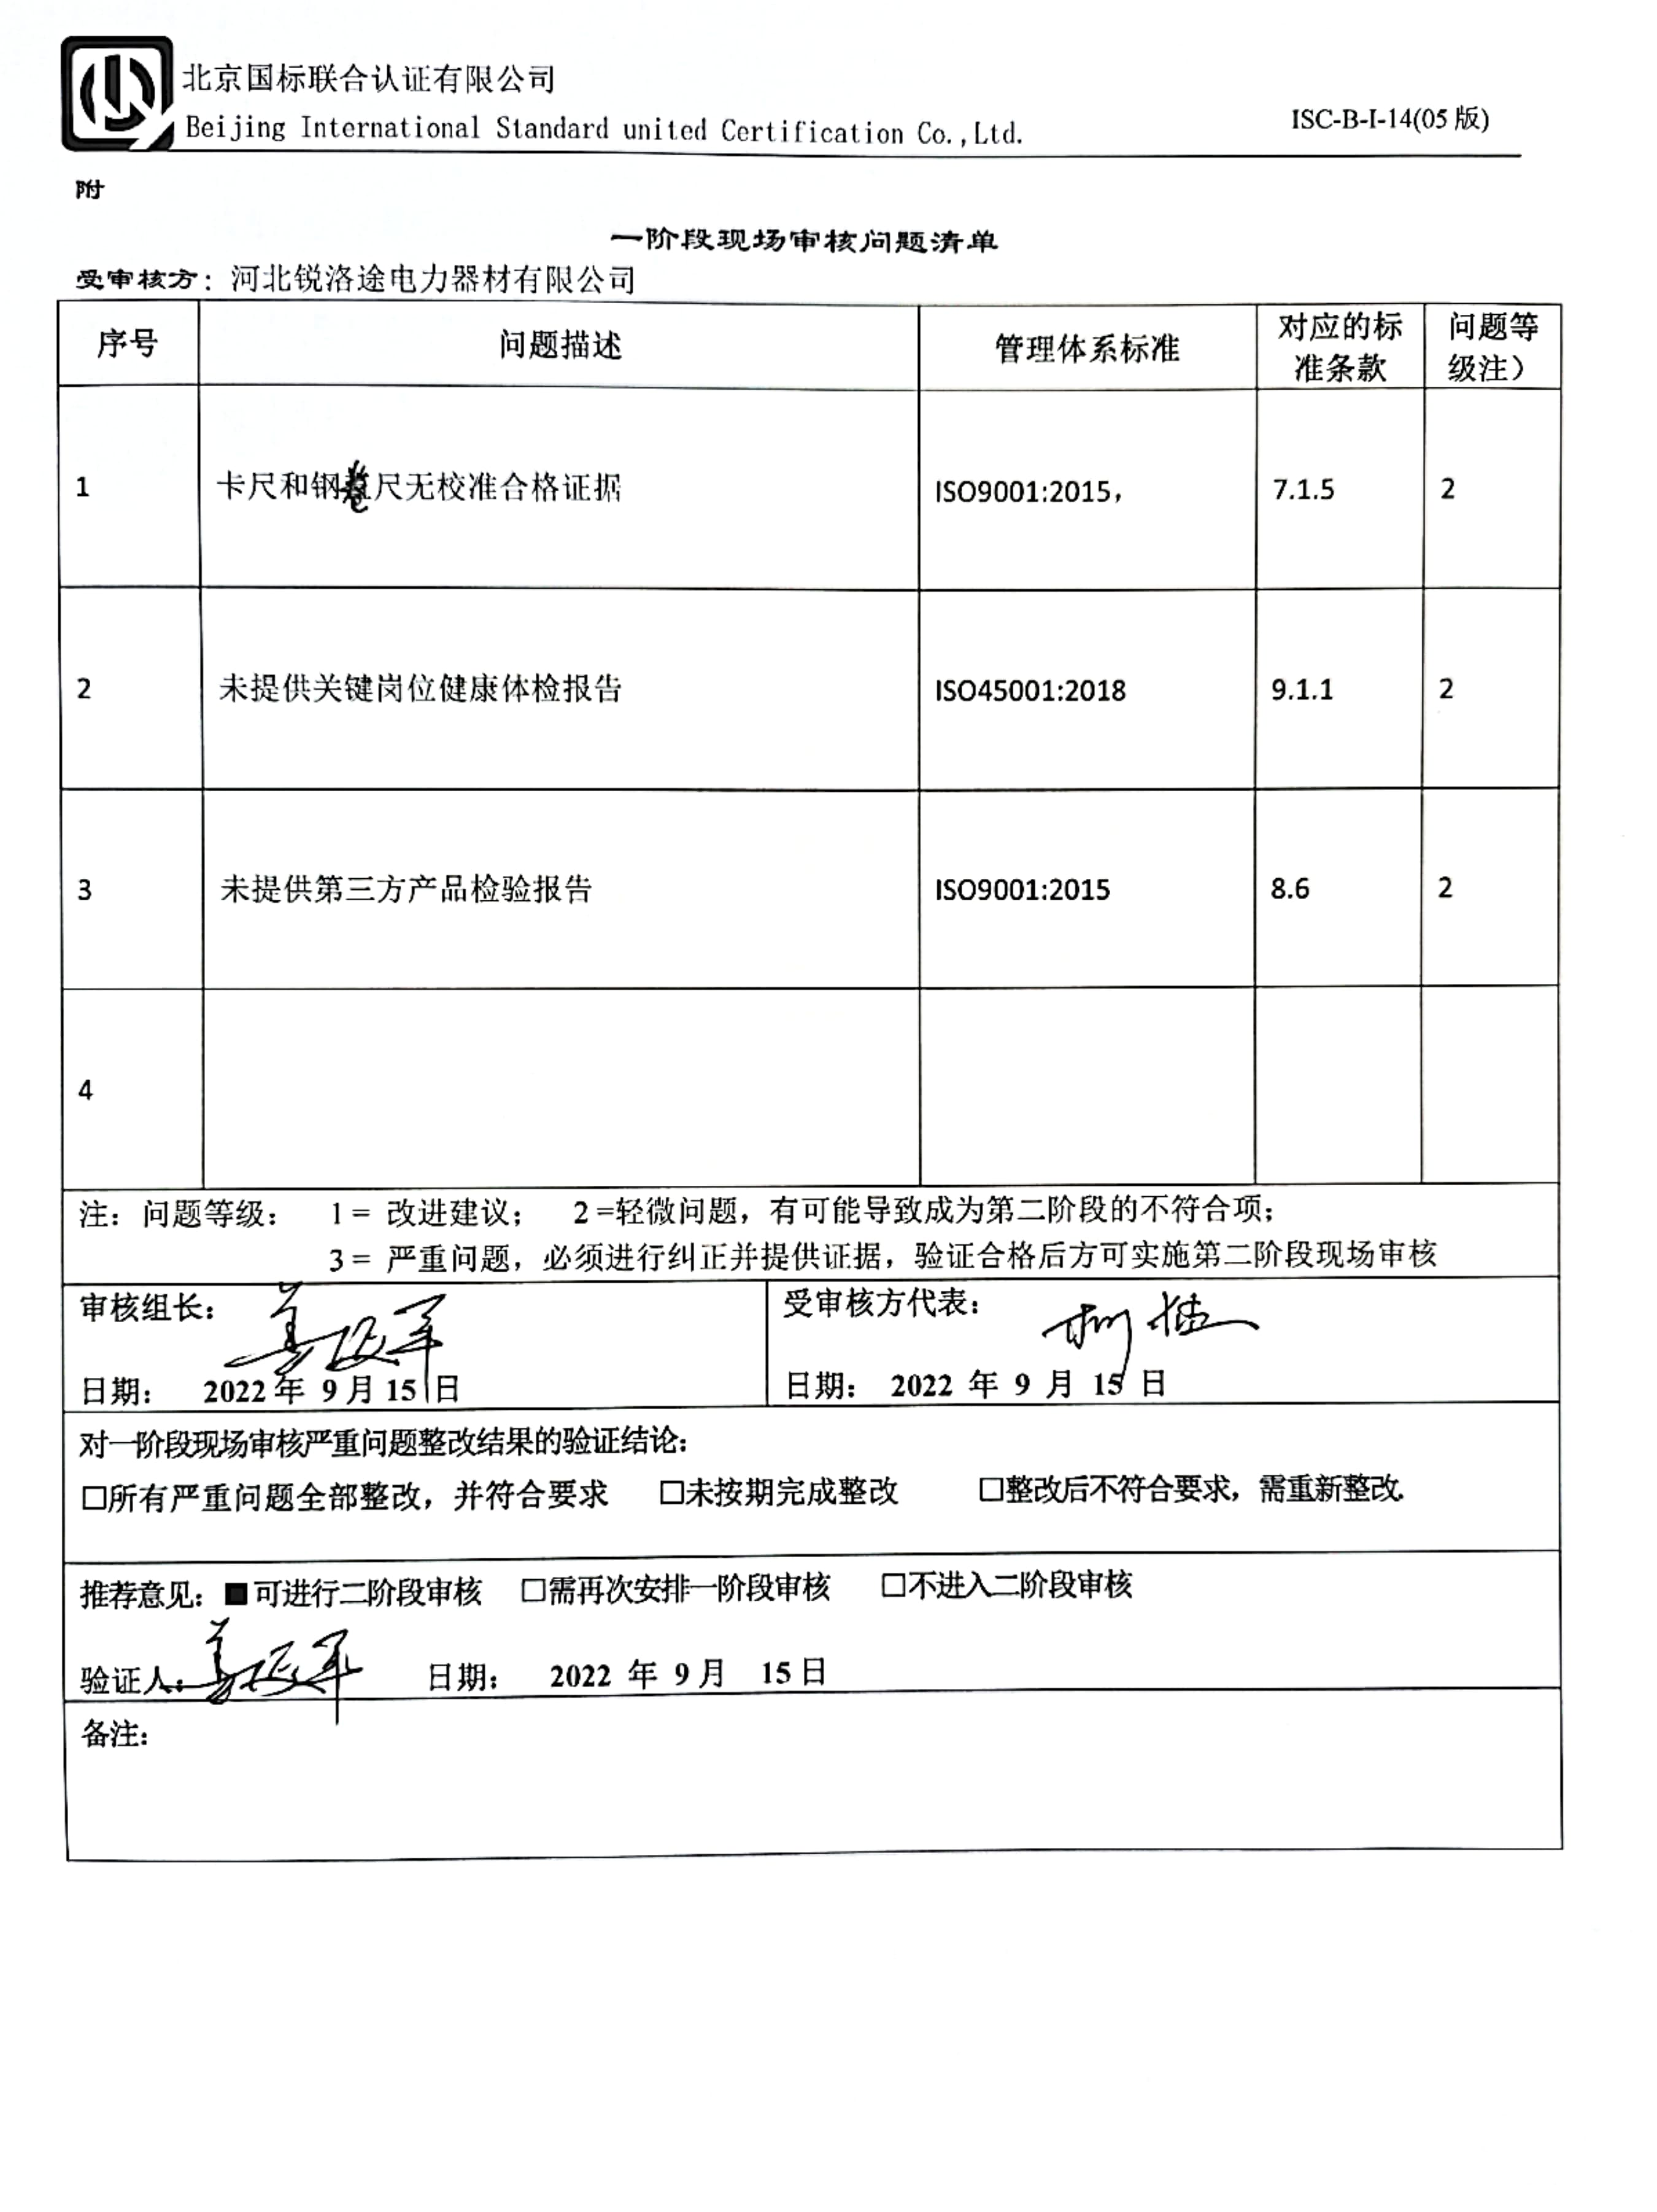 北京国标联合认证有限公司
Beijing International Standard united Certification Co.,Ltd.
ISC-B-I-14(05 版)
附
一阶段现场审核问题清单
受审核方：河北锐洛途电力器材有限公司
序号 问题描述 管理体系标准 对应的标准条款 问题等级注）
1 卡尺和钢卷尺无校准合格证据 ISO9001:2015， 7.1.5 2
2 未提供关键岗位健康体检报告 ISO45001:2018 9.1.1 2
3 未提供第三方产品检验报告 ISO9001:2015 8.6 2
4
注：问题等级： 1 = 改进建议； 2 =轻微问题，有可能导致成为第二阶段的不符合项；
3 = 严重问题，必须进行纠正并提供证据，验证合格后方可实施第二阶段现场审核
审核组长： 受审核方代表：
日期： 2022 年 9 月 15 日 日期： 2022 年 9 月 15 日
对一阶段现场审核严重问题整改结果的验证结论：
□所有严重问题全部整改，并符合要求 □未按期完成整改 □整改后不符合要求，需重新整改.
推荐意见：■可进行二阶段审核 □需再次安排一阶段审核 □不进入二阶段审核
验证人： 日期： 2022 年 9 月 15 日
备注：